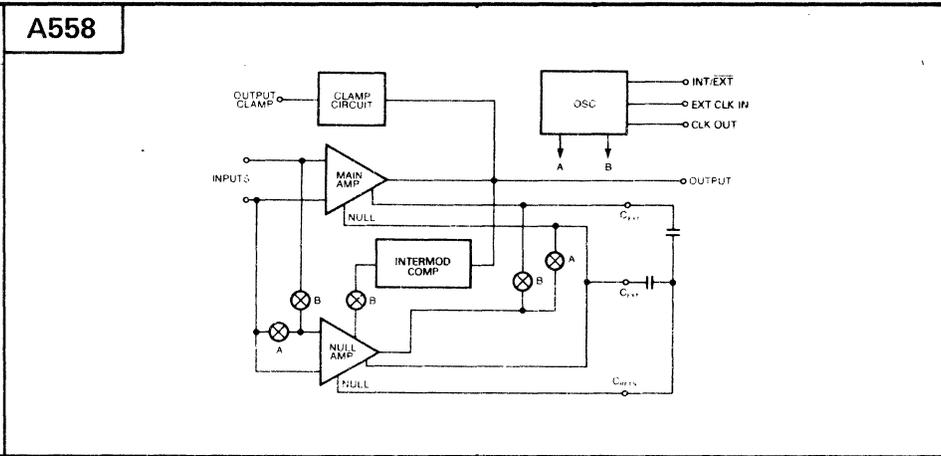 A558
OUTPUT CLAMP
CLAMP CIRCUIT
OSC
INT/EXT
EXT CLK IN
CLK OUT
A B
INPUTS
MAIN AMP
OUTPUT
NULL
INTERMOD COMP
A
B
B
B
A
NULL AMP
NULL